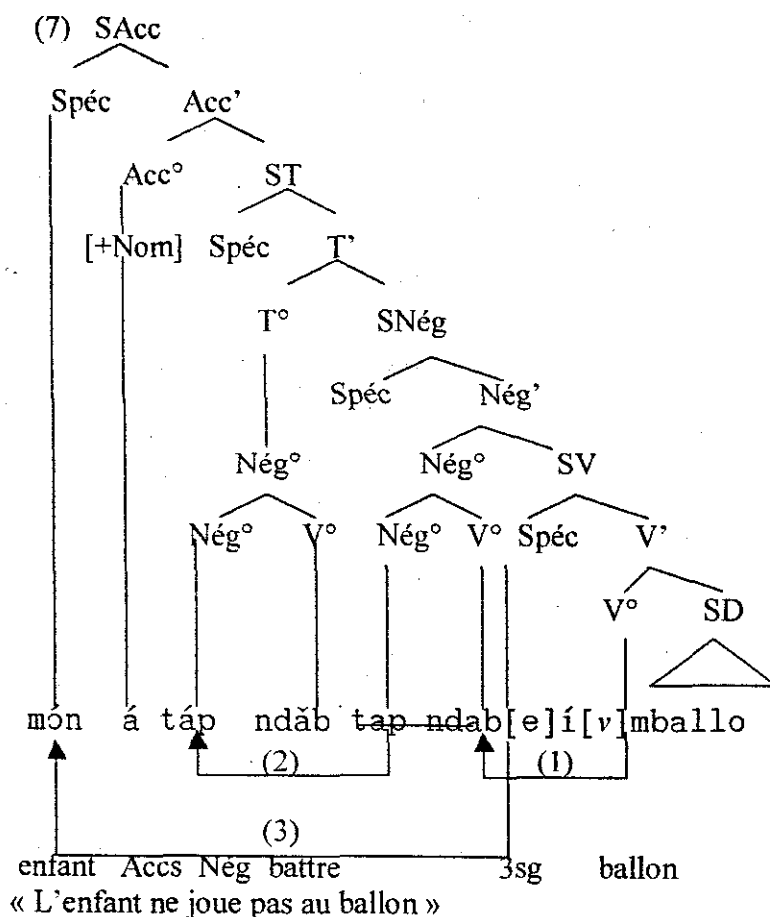 (7) SAcc
Spéc Acc'
Acc° ST
[+Nom] Spéc T'
T° SNég
Spéc Nég'
Nég° Nég° SV
Nég° V° Nég° V° Spéc V'
V° SD
mɔ́n á táp ndǎb tap ndab[e]í[v]mballo
(2) (1)
(3)
enfant Accs Nég battre 3sg ballon
« L'enfant ne joue pas au ballon »